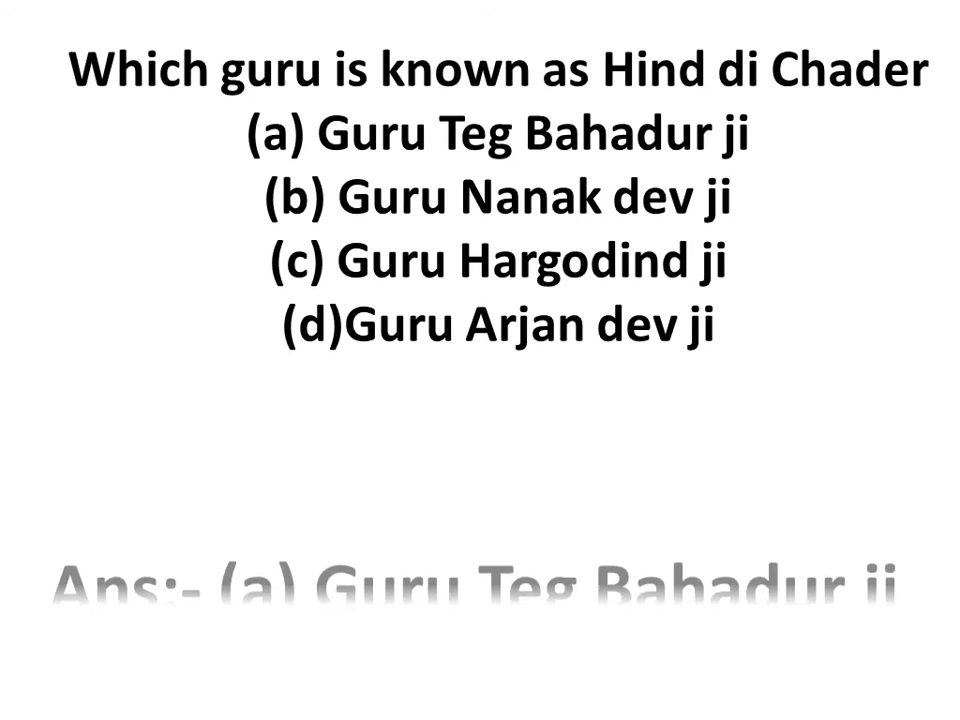 Which guru is known as Hind di Chader
(a) Guru Teg Bahadur ji
(b) Guru Nanak dev ji
(c) Guru Hargodind ji
(d)Guru Arjan dev ji
Ans:- (a) Guru Teg Bahadur ji